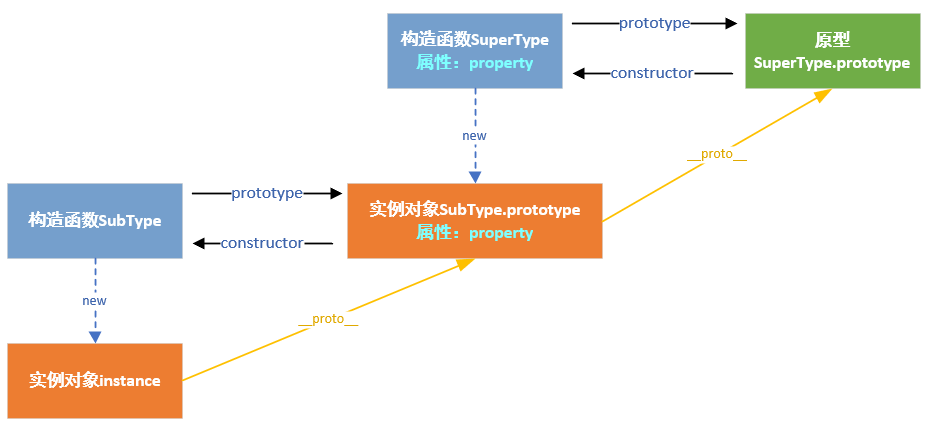 构造函数SuperType
属性：property
prototype
constructor
原型
SuperType.prototype
new
__proto__
构造函数SubType
prototype
constructor
实例对象SubType.prototype
属性：property
new
__proto__
实例对象instance